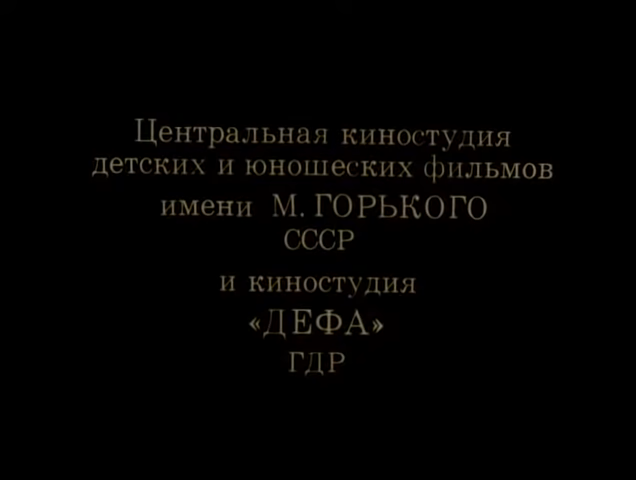 Центральная киностудия
детских и юношеских фильмов
имени М. ГОРЬКОГО
СССР
и киностудия
«ДЕФА»
ГДР